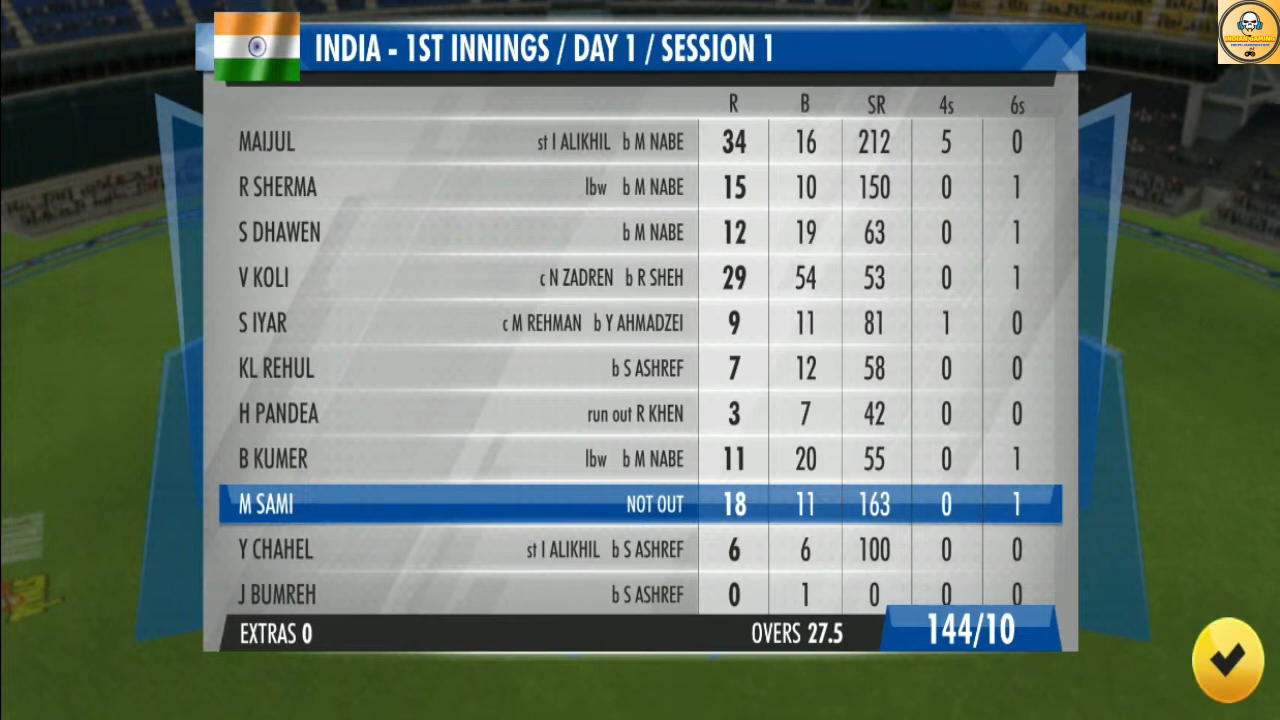 INDIA - 1ST INNINGS / DAY 1 / SESSION 1
R B SR 4s 6s
MAIJUL st I ALIKHIL b M NABE 34 16 212 5 0
R SHERMA lbw b M NABE 15 10 150 0 1
S DHAWEN b M NABE 12 19 63 0 1
V KOLI c N ZADREN b R SHEH 29 54 53 0 1
S IYAR c M REHMAN b Y AHMADZEI 9 11 81 1 0
KL REHUL b S ASHREF 7 12 58 0 0
H PANDEA run out R KHEN 3 7 42 0 0
B KUMER lbw b M NABE 11 20 55 0 1
M SAMI NOT OUT 18 11 163 0 1
Y CHAHEL st I ALIKHIL b S ASHREF 6 6 100 0 0
J BUMREH b S ASHREF 0 1 0 0 0
EXTRAS 0 OVERS 27.5 144/10